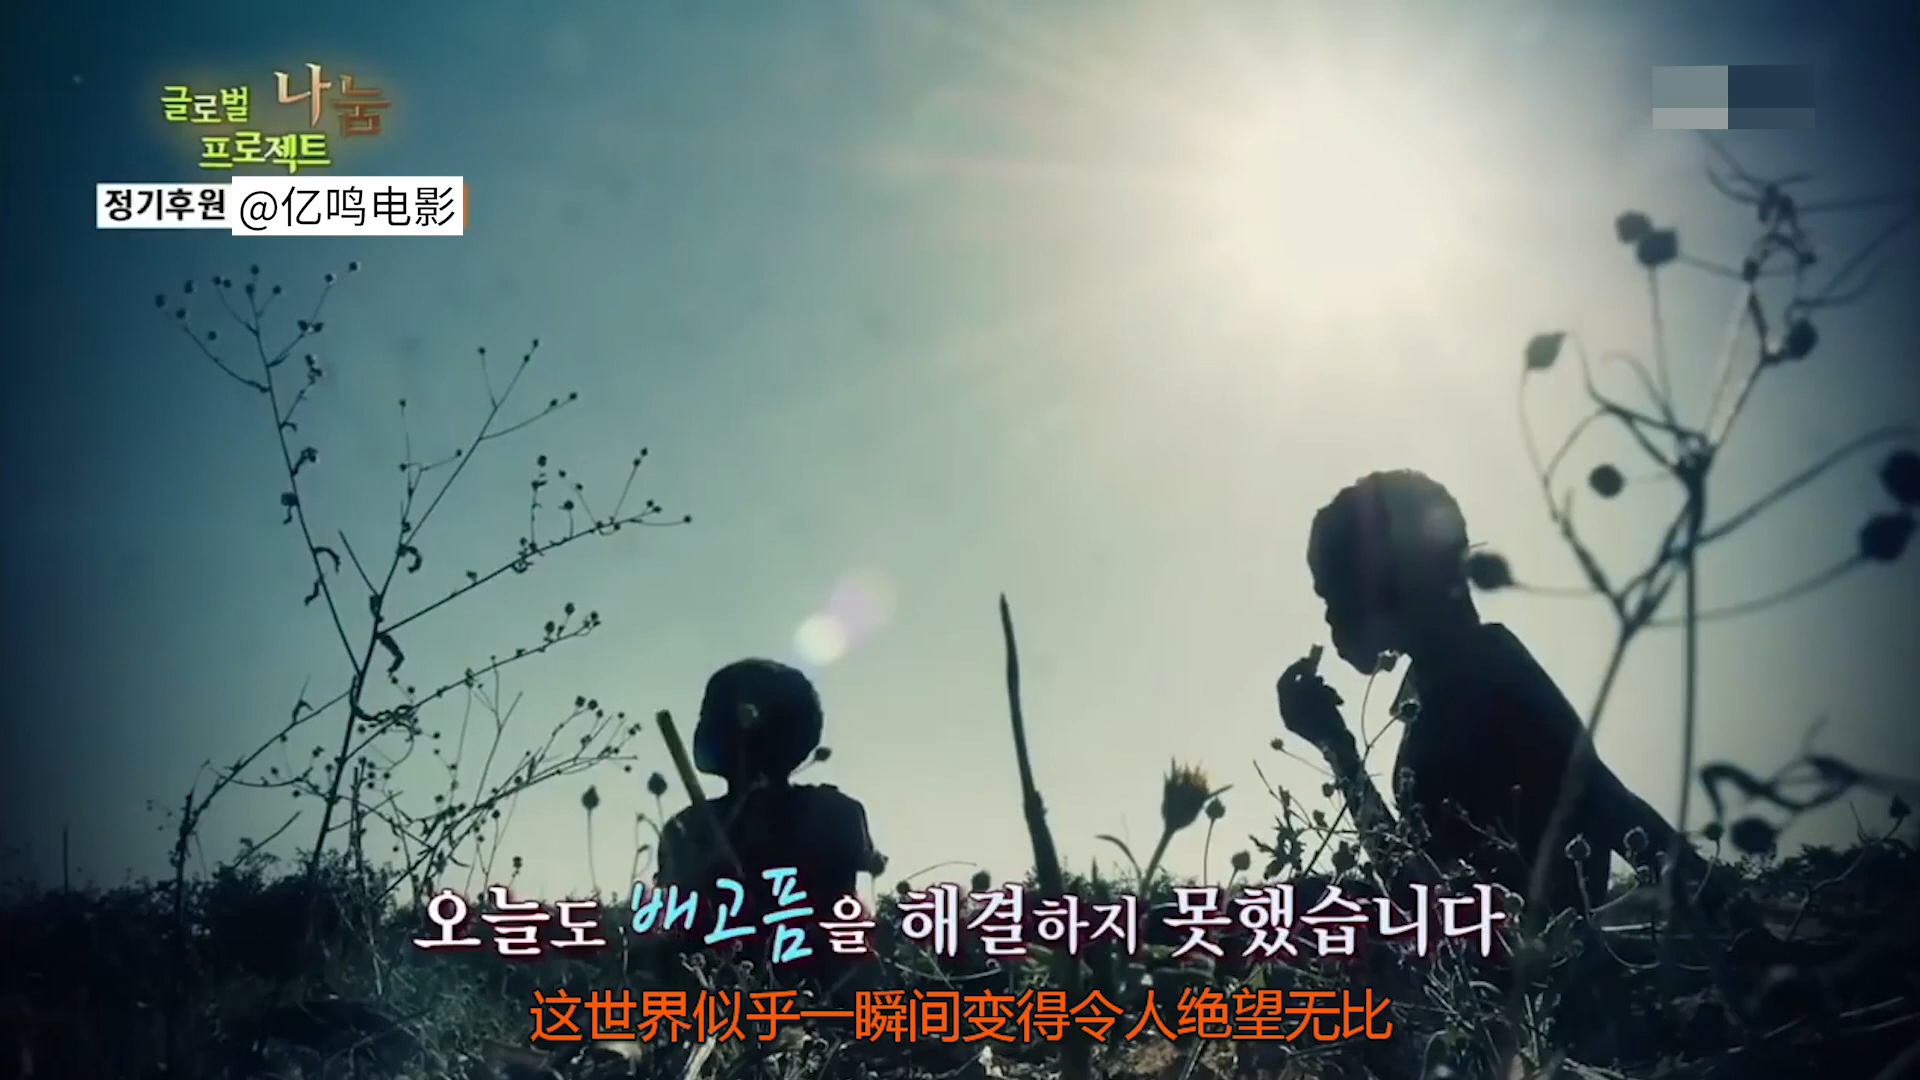 글로벌 나눔
프로젝트
정기후원 @亿鸣电影
오늘도 배고픔을 해결하지 못했습니다
这世界似乎一瞬间变得令人绝望无比